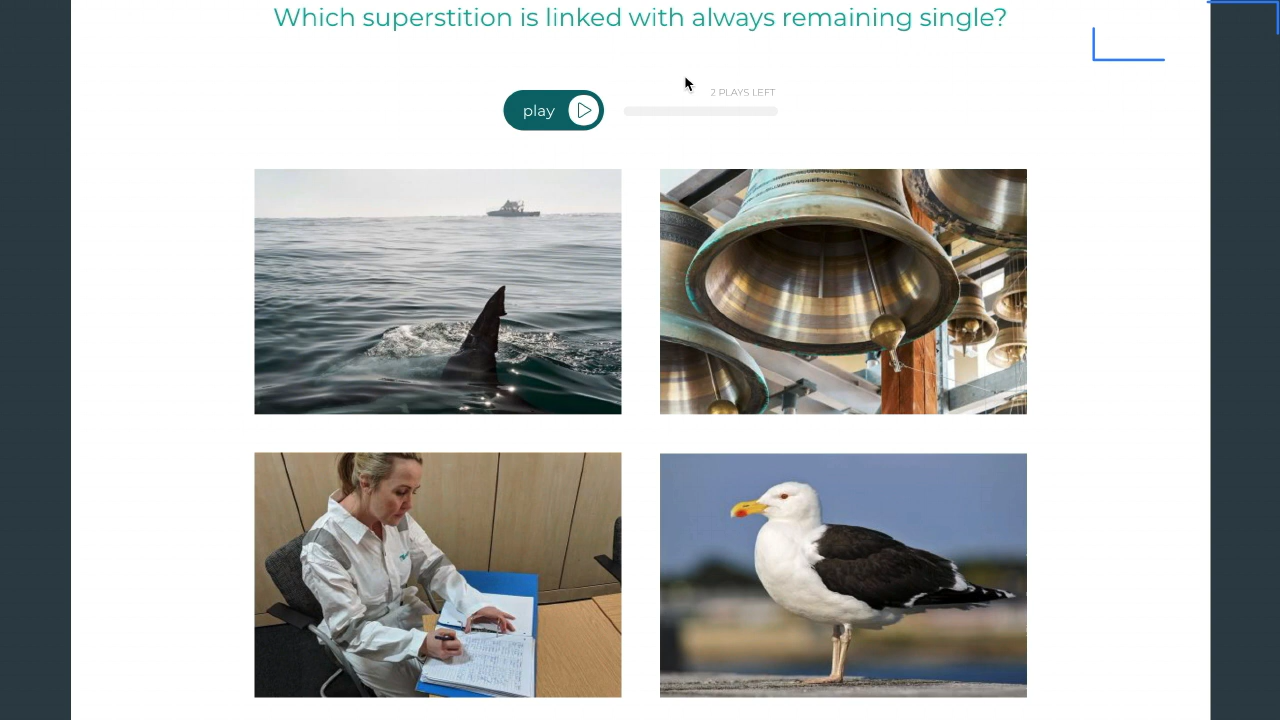 Which superstition is linked with always remaining single?
2 PLAYS LEFT
play